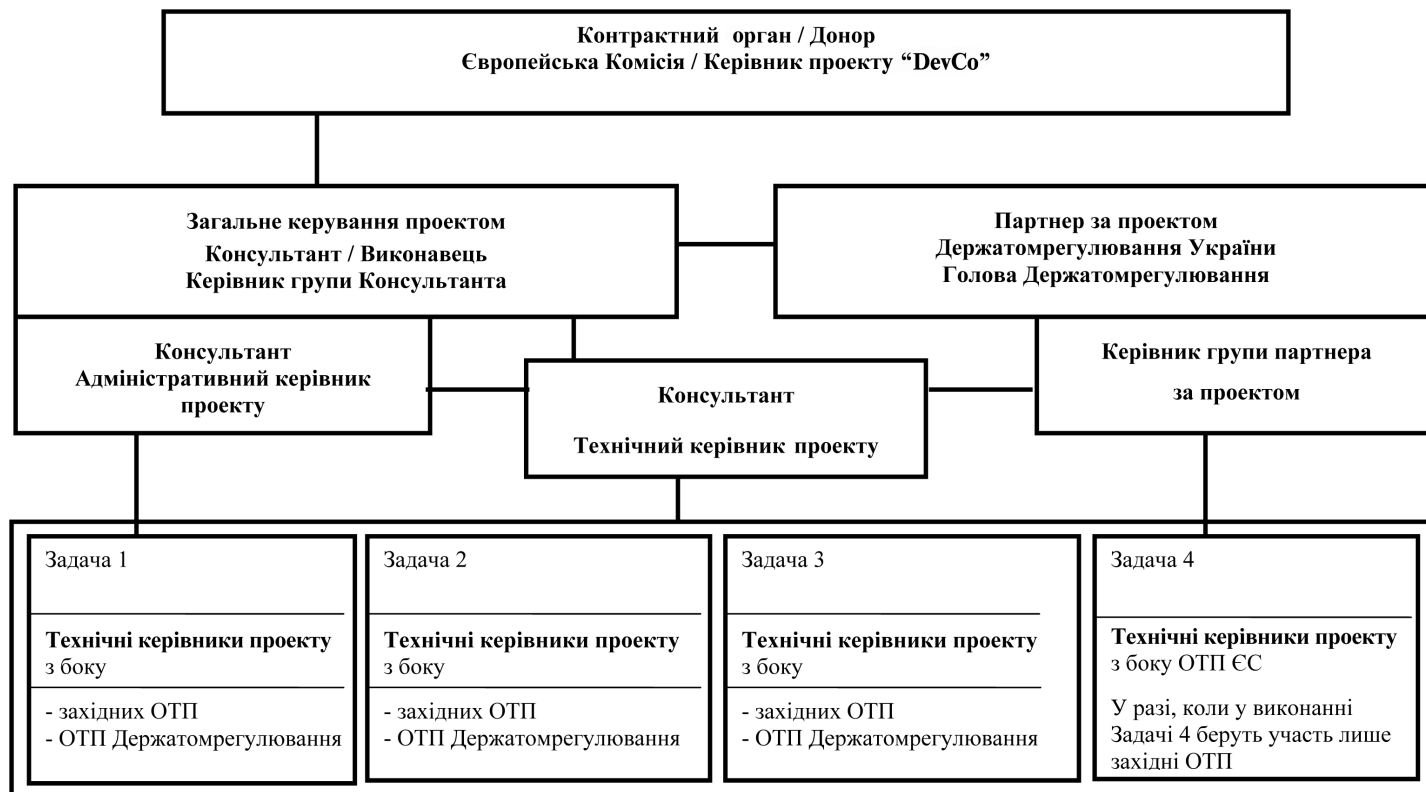 Контрактний орган / Донор
Європейська Комісія / Керівник проекту “DevCo”
Загальне керування проектом
Консультант / Виконавець
Керівник групи Консультанта
Партнер за проектом
Держатомрегулювання України
Голова Держатомрегулювання
Консультант
Адміністративний керівник
проекту
Консультант
Технічний керівник проекту
Керівник групи партнера
за проектом
Задача 1
Технічні керівники проекту
з боку
- західних ОТП
- ОТП Держатомрегулювання
Задача 2
Технічні керівники проекту
з боку
- західних ОТП
- ОТП Держатомрегулювання
Задача 3
Технічні керівники проекту
з боку
- західних ОТП
- ОТП Держатомрегулювання
Задача 4
Технічні керівники проекту
з боку ОТП ЄС
У разі, коли у виконанні
Задачі 4 беруть участь лише
західні ОТП